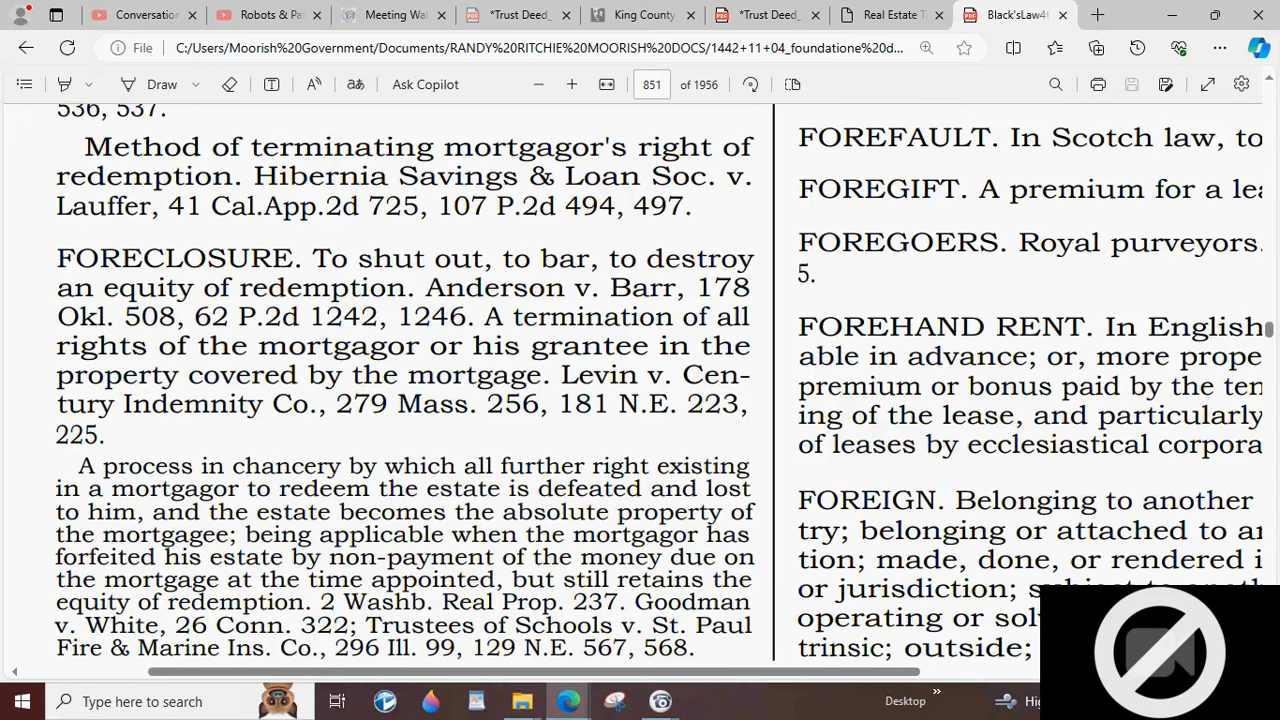 Conversation
Robots & Pa
Meeting Wai
*Trust Deed_
King County
*Trust Deed_
Real Estate T
Black'sLaw4t
File
C:/Users/Moorish%20Government/Documents/RANDY%20RITCHIE%20MOORISH%20DOCS/1442+11+04_foundatione%20d...
Draw
Ask Copilot
851 of 1956
536, 537.
Method of terminating mortgagor's right of
redemption. Hibernia Savings & Loan Soc. v.
Lauffer, 41 Cal.App.2d 725, 107 P.2d 494, 497.
FORECLOSURE. To shut out, to bar, to destroy
an equity of redemption. Anderson v. Barr, 178
Okl. 508, 62 P.2d 1242, 1246. A termination of all
rights of the mortgagor or his grantee in the
property covered by the mortgage. Levin v. Cen-
tury Indemnity Co., 279 Mass. 256, 181 N.E. 223,
225.
A process in chancery by which all further right existing
in a mortgagor to redeem the estate is defeated and lost
to him, and the estate becomes the absolute property of
the mortgagee; being applicable when the mortgagor has
forfeited his estate by non-payment of the money due on
the mortgage at the time appointed, but still retains the
equity of redemption. 2 Washb. Real Prop. 237. Goodman
v. White, 26 Conn. 322; Trustees of Schools v. St. Paul
Fire & Marine Ins. Co., 296 Ill. 99, 129 N.E. 567, 568.
FOREFAULT. In Scotch law, to
FOREGIFT. A premium for a lea
FOREGOERS. Royal purveyors.
5.
FOREHAND RENT. In English
able in advance; or, more prope
premium or bonus paid by the ten
ing of the lease, and particularly
of leases by ecclesiastical corpora
FOREIGN. Belonging to another
try; belonging or attached to an
tion; made, done, or rendered i
or jurisdiction;
operating or sol
trinsic; outside;
Type here to search
Desktop
»